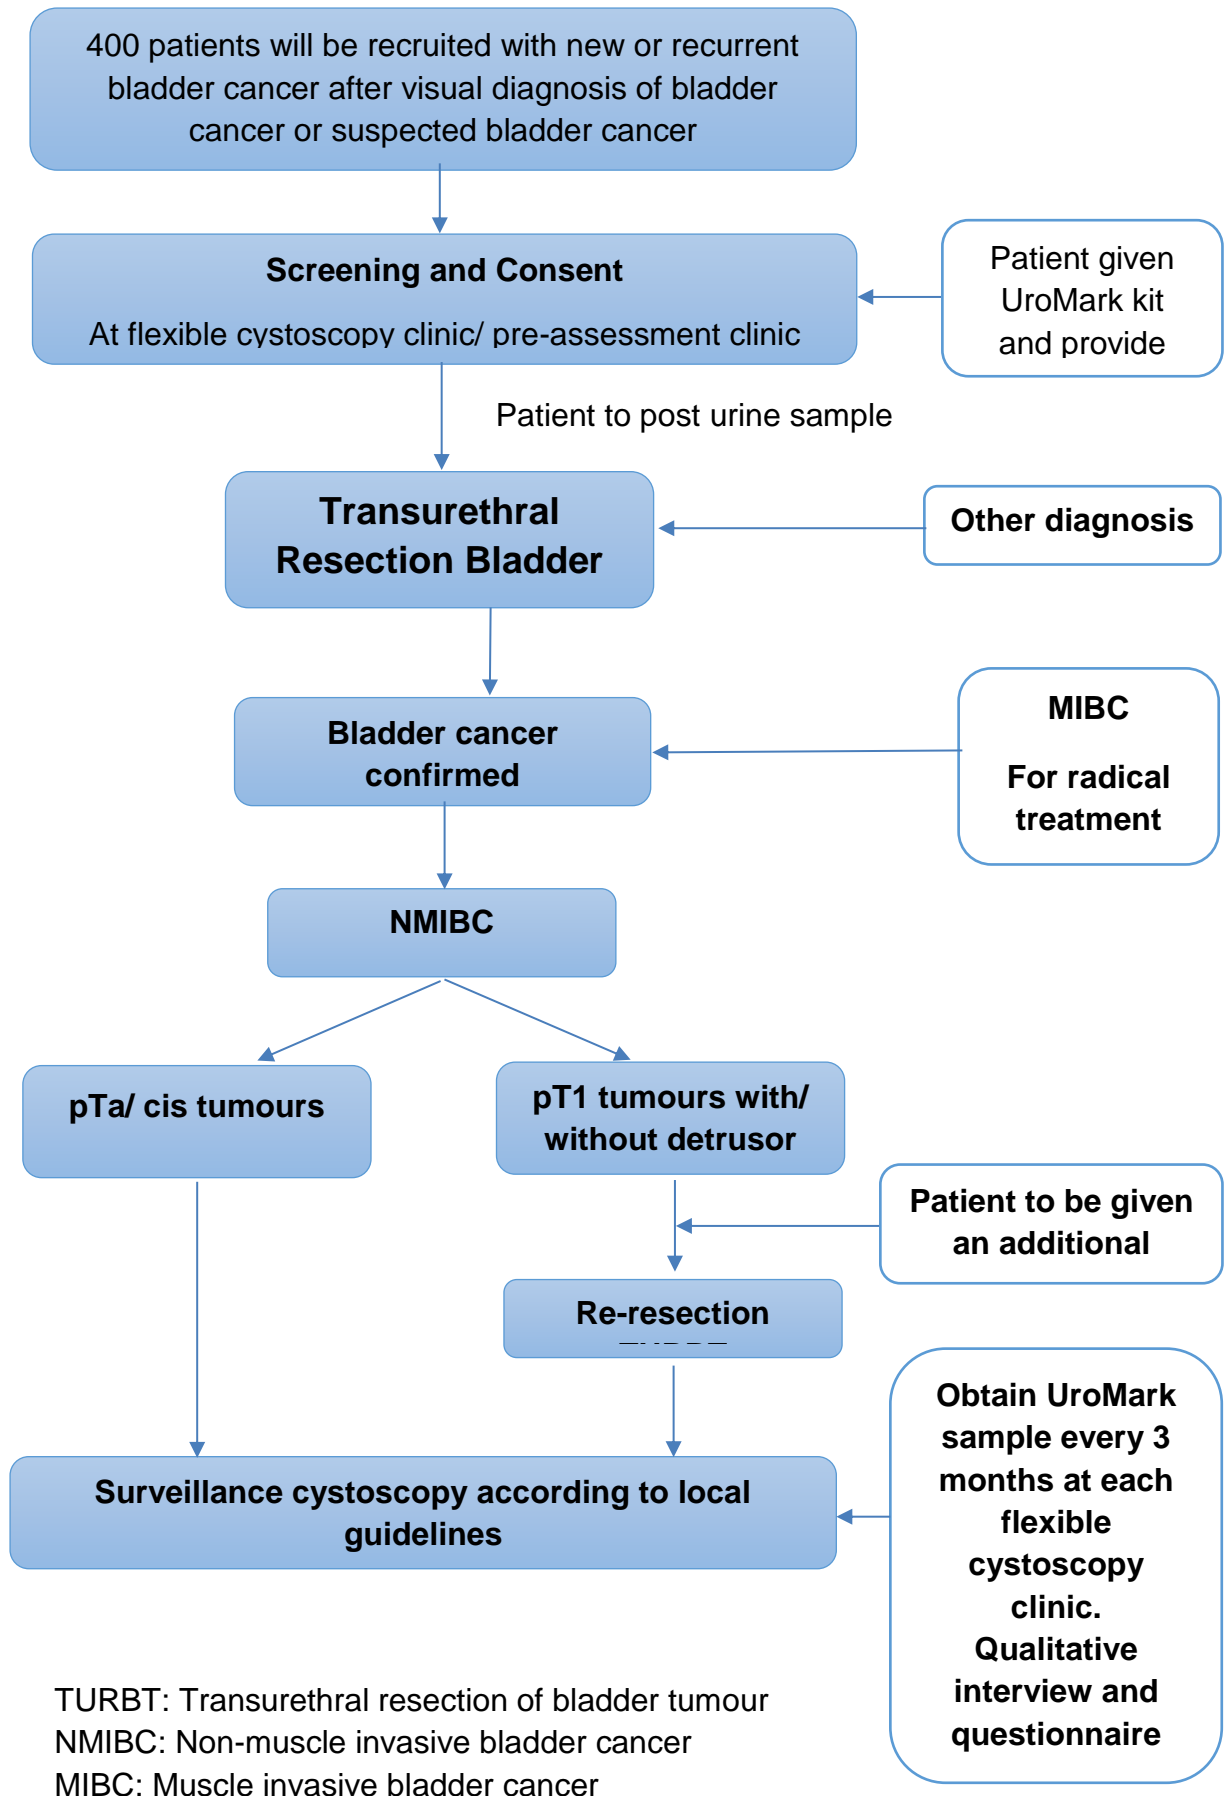 400 patients will be recruited with new or recurrent
bladder cancer after visual diagnosis of bladder
cancer or suspected bladder cancer
Screening and Consent
At flexible cystoscopy clinic/ pre-assessment clinic
Patient given
UroMark kit
and provide
Patient to post urine sample
Transurethral
Resection Bladder
Other diagnosis
Bladder cancer
confirmed
MIBC
For radical
treatment
NMIBC
pTa/ cis tumours
pT1 tumours with/
without detrusor
Patient to be given
an additional
Re-resection
Surveillance cystoscopy according to local
guidelines
Obtain UroMark
sample every 3
months at each
flexible
cystoscopy
clinic.
Qualitative
interview and
questionnaire
TURBT: Transurethral resection of bladder tumour
NMIBC: Non-muscle invasive bladder cancer
MIBC: Muscle invasive bladder cancer